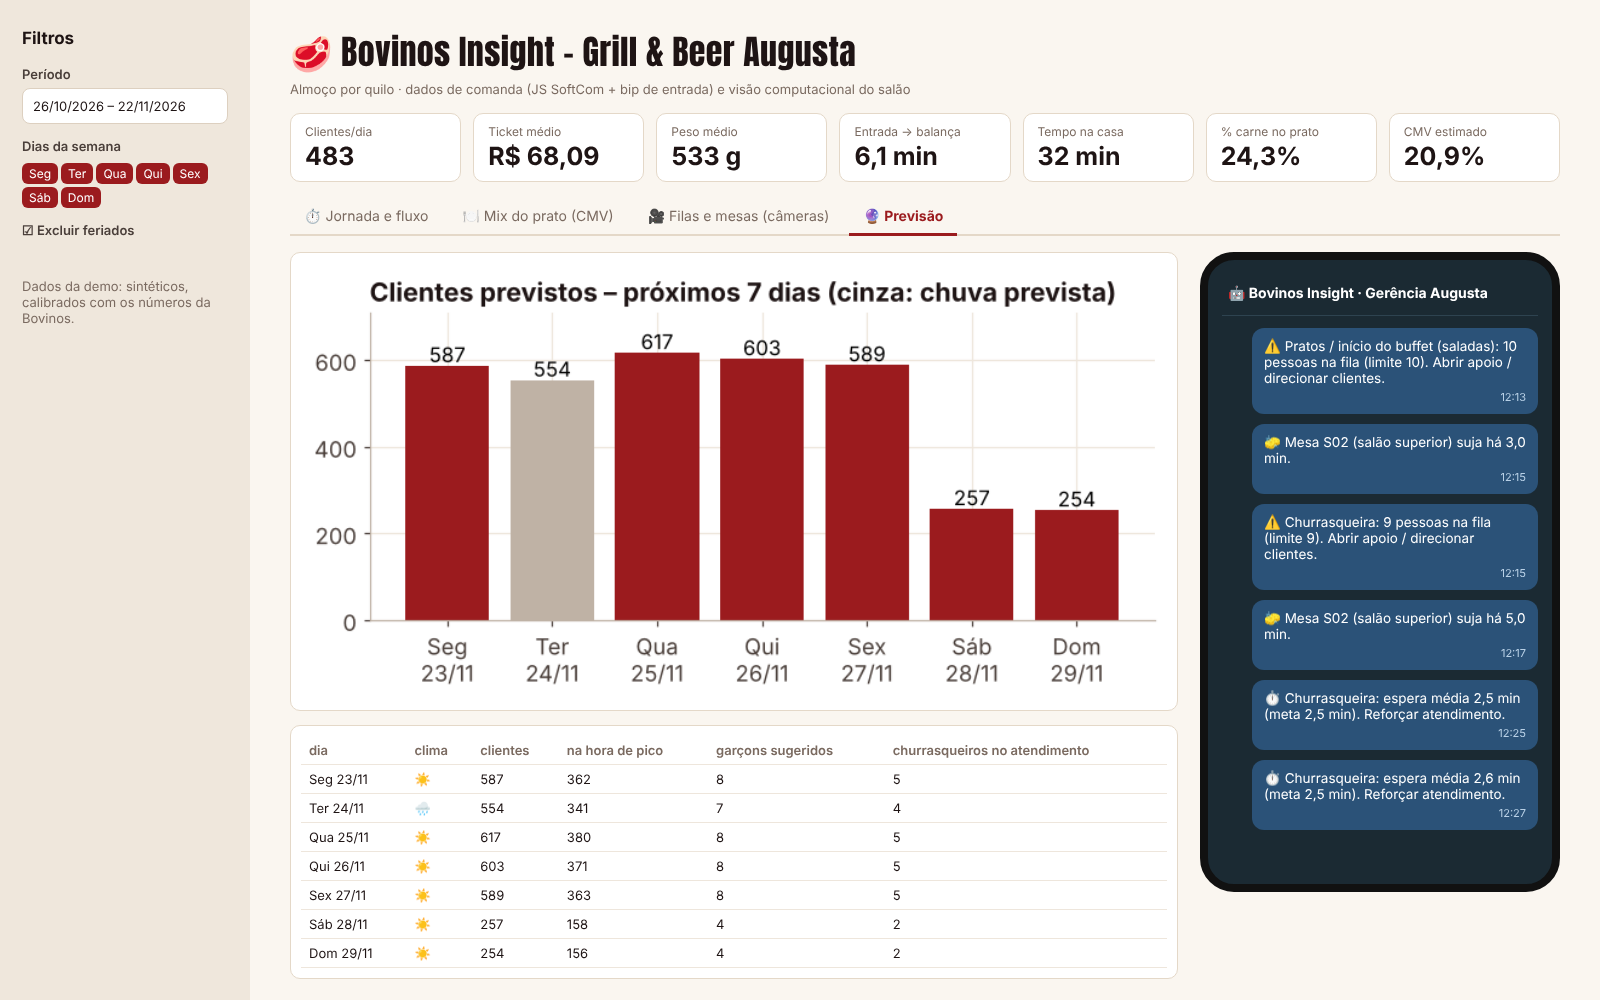 Filtros
Período
26/10/2026 – 22/11/2026
Dias da semana
Seg Ter Qua Qui Sex
Sáb Dom
☑ Excluir feriados
Dados da demo: sintéticos,
calibrados com os números da
Bovinos.
🥩 Bovinos Insight - Grill & Beer Augusta
Almoço por quilo · dados de comanda (JS SoftCom + bip de entrada) e visão computacional do salão
Clientes/dia
483
Ticket médio
R$ 68,09
Peso médio
533 g
Entrada → balança
6,1 min
Tempo na casa
32 min
% carne no prato
24,3%
CMV estimado
20,9%
⏱️ Jornada e fluxo
🍽️ Mix do prato (CMV)
🎥 Filas e mesas (câmeras)
🔮 Previsão
Clientes previstos – próximos 7 dias (cinza: chuva prevista)
600
400
200
0
587
554
617
603
589
257
254
Seg Ter Qua Qui Sex Sáb Dom
23/11 24/11 25/11 26/11 27/11 28/11 29/11
dia clima clientes na hora de pico garçons sugeridos churrasqueiros no atendimento
Seg 23/11 ☀️ 587 362 8 5
Ter 24/11 🌧️ 554 341 7 4
Qua 25/11 ☀️ 617 380 8 5
Qui 26/11 ☀️ 603 371 8 5
Sex 27/11 ☀️ 589 363 8 5
Sáb 28/11 ☀️ 257 158 4 2
Dom 29/11 ☀️ 254 156 4 2
🤖 Bovinos Insight · Gerência Augusta
⚠️ Pratos / início do buffet (saladas): 10
pessoas na fila (limite 10). Abrir apoio /
direcionar clientes.
12:13
🧽 Mesa S02 (salão superior) suja há 3,0
min.
12:15
⚠️ Churrasqueira: 9 pessoas na fila
(limite 9). Abrir apoio / direcionar
clientes.
12:15
🧽 Mesa S02 (salão superior) suja há 5,0
min.
12:17
⏱️ Churrasqueira: espera média 2,5 min
(meta 2,5 min). Reforçar atendimento.
12:25
⏱️ Churrasqueira: espera média 2,6 min
(meta 2,5 min). Reforçar atendimento.
12:27